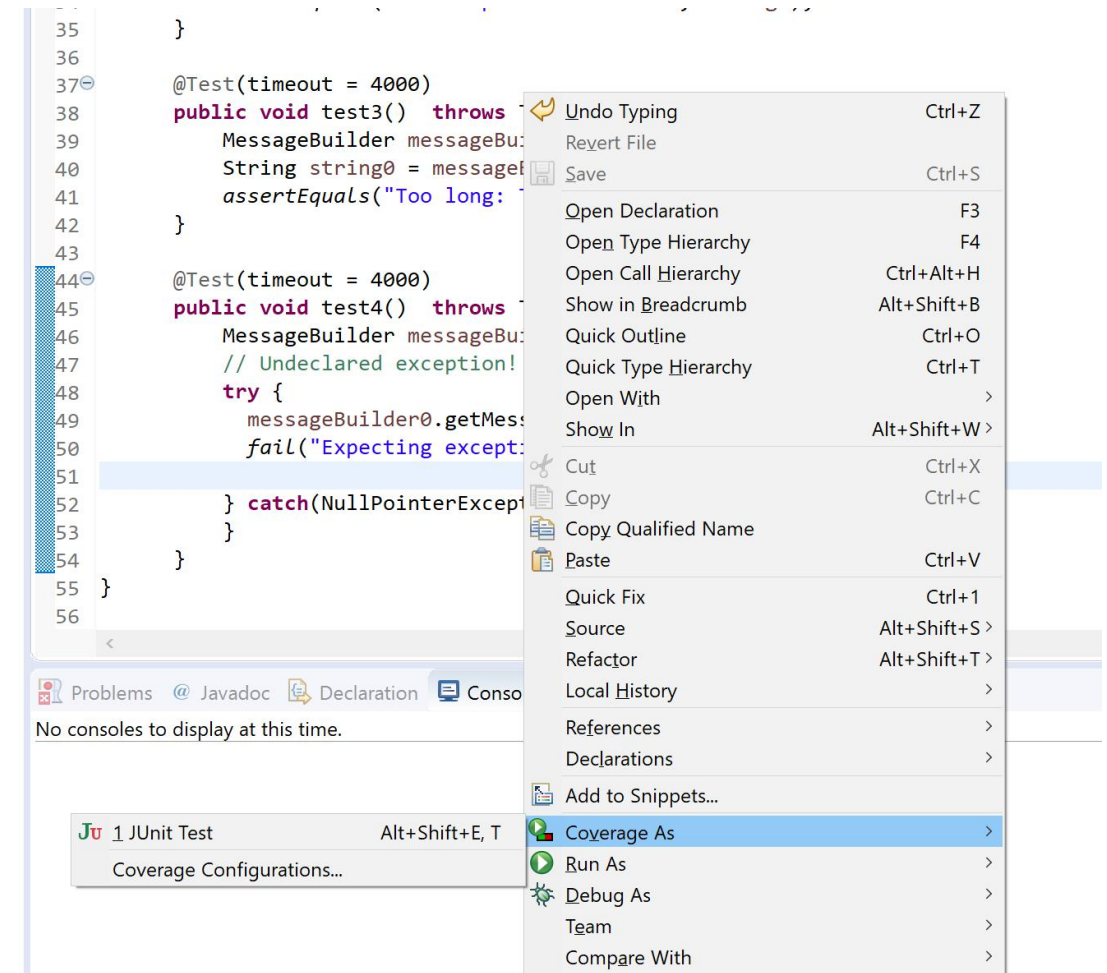 35 }
36
37 @Test(timeout = 4000)
38 public void test3() throws
39 MessageBuilder
40 String string0 =
41 assertEquals("Too long:
42 }
43
44 @Test(timeout = 4000)
45 public void test4() throws
46 MessageBuilder
47 // Undeclared exception!
48 try {
49 messageBuilder0.getMess
50 fail("Expecting
51
52 } catch(NullPointerExcept
53 }
54 }
55 }
56
Undo Typing Ctrl+Z
Revert File
Save Ctrl+S
Open Declaration F3
Open Type Hierarchy F4
Open Call Hierarchy Ctrl+Alt+H
Show in Breadcrumb Alt+Shift+B
Quick Outline Ctrl+O
Quick Type Hierarchy Ctrl+T
Open With >
Show In Alt+Shift+W >
Cut Ctrl+X
Copy Ctrl+C
Copy Qualified Name
Paste Ctrl+V
Quick Fix Ctrl+1
Source Alt+Shift+S >
Refactor Alt+Shift+T >
Local History >
References >
Declarations >
Add to Snippets...
Coverage As >
Run As >
Debug As >
Team >
Compare With >
Problems @ Javadoc Declaration Conso
No consoles to display at this time.
Ju 1 JUnit Test Alt+Shift+E, T
Coverage Configurations...